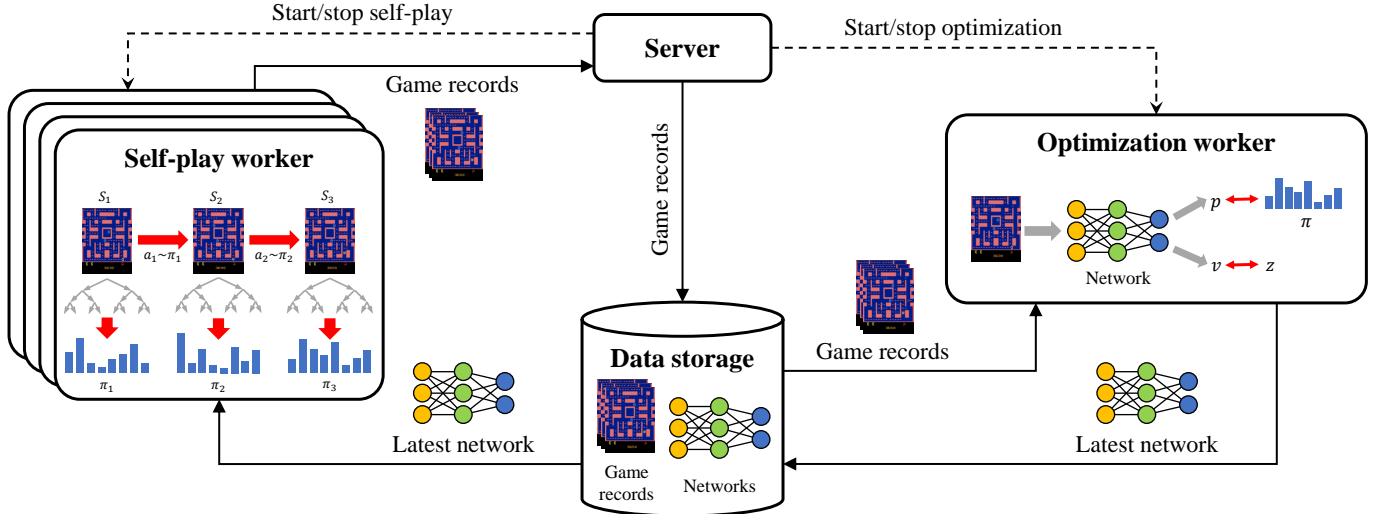 Start/stop self-play
Server
Start/stop optimization
Game records
Game records
Self-play worker
S₁
S₂
S₃
a₁~π₁
a₂~π₂
π₁
π₂
π₃
Optimization worker
p
π
v
z
Network
Game records
Data storage
Game
records
Networks
Latest network
Latest network